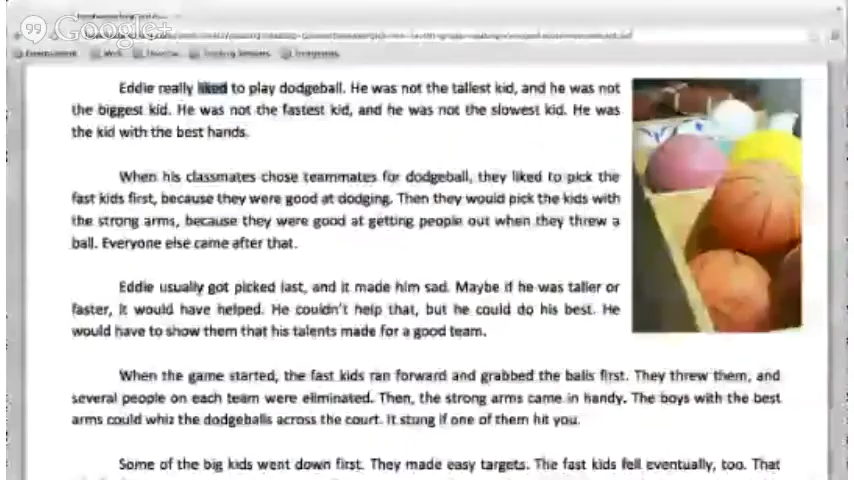 Google+
Eddie really liked to play dodgeball. He was not the tallest kid, and he was not
the biggest kid. He was not the fastest kid, and he was not the slowest kid. He was
the kid with the best hands.
When his classmates chose teammates for dodgeball, they liked to pick the
fast kids first, because they were good at dodging. Then they would pick the kids with
the strong arms, because they were good at getting people out when they threw a
ball. Everyone else came after that.
Eddie usually got picked last, and it made him sad. Maybe if he was taller or
faster, it would have helped. He couldn't help that, but he could do his best. He
would have to show them that his talents made for a good team.
When the game started, the fast kids ran forward and grabbed the balls first. They threw them, and
several people on each team were eliminated. Then, the strong arms came in handy. The boys with the best
arms could whiz the dodgeballs across the court. It stung if one of them hit you.
Some of the big kids went down first. They made easy targets. The fast kids fell eventually, too. That